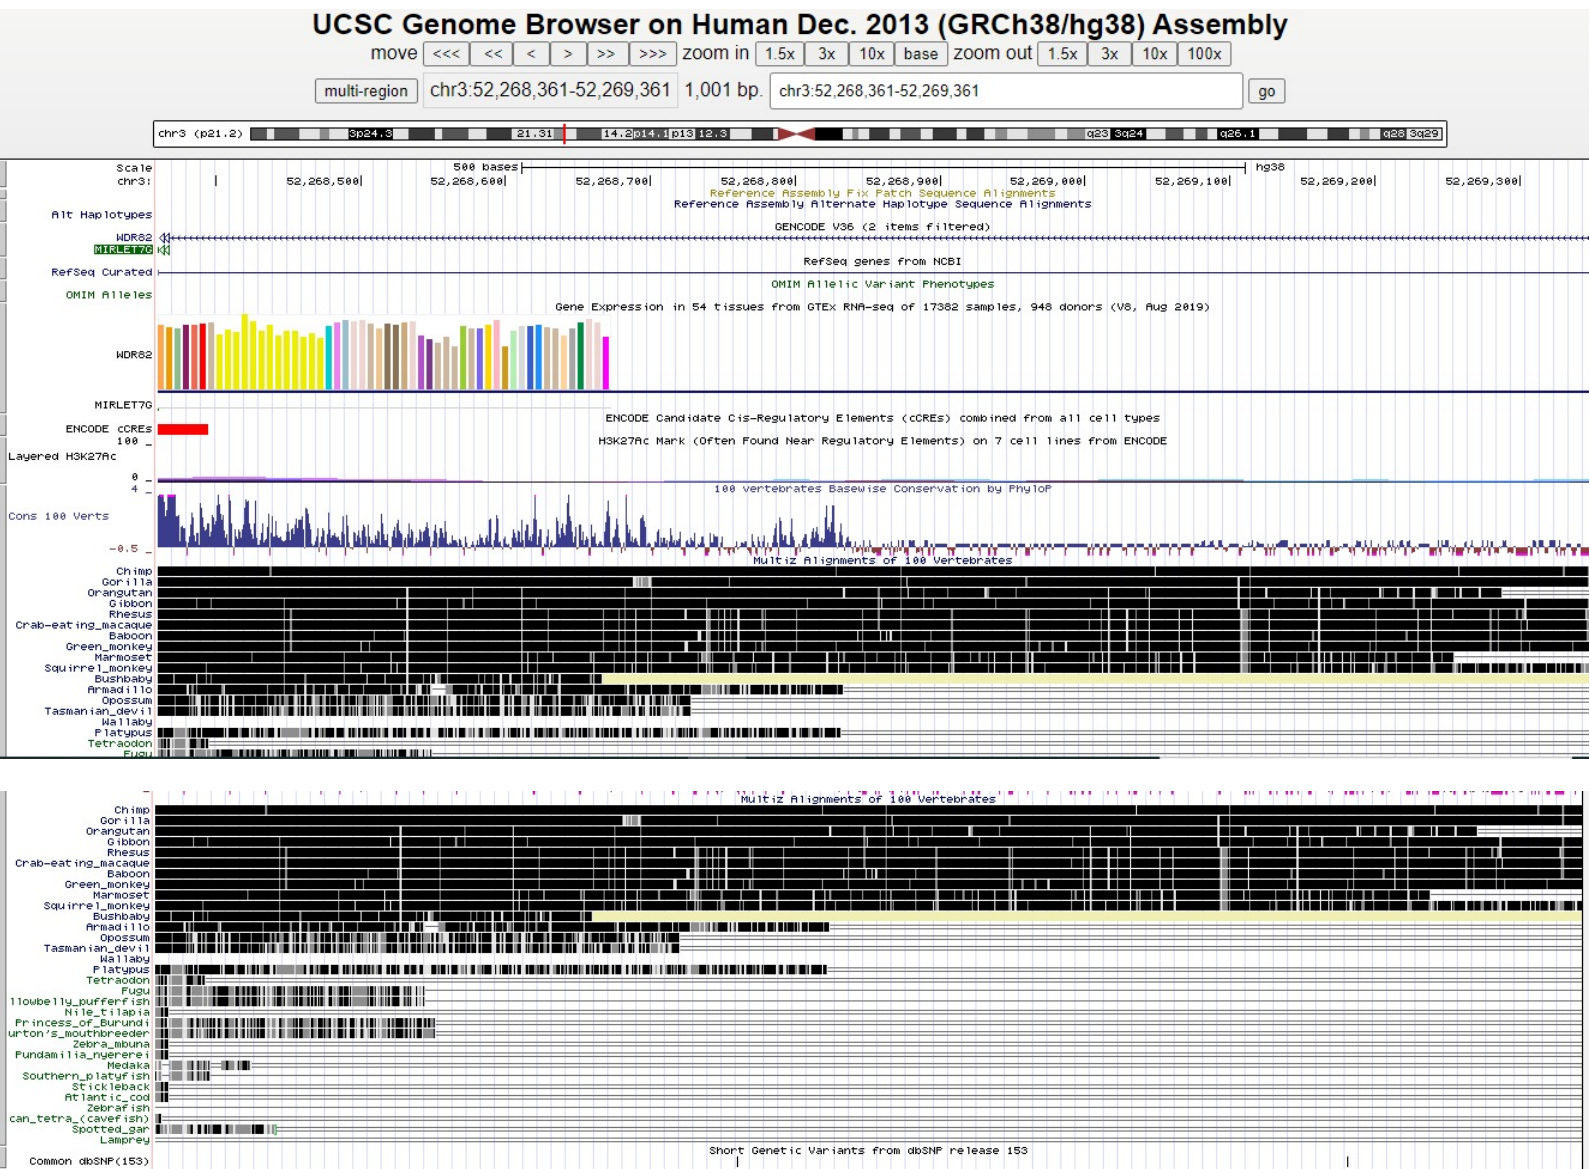 UCSC Genome Browser on Human Dec. 2013 (GRCh38/hg38) Assembly
move <<< << < > >> >>> zoom in 1.5x 3x 10x base zoom out 1.5x 3x 10x 100x
multi-region chr3:52,268,361-52,269,361 1,001 bp. chr3:52,268,361-52,269,361 go
chr3 (p21.2) 3p24.3 21.31 14.2 p14.1 p13 12.3 q23 3q24 q26.1 q28 3q29
Scale 500 bases hg38
chr3: 52,268,500| 52,268,600| 52,268,700| 52,268,800| 52,268,900| 52,269,000| 52,269,100| 52,269,200| 52,269,300|
Reference Assembly Fix Patch Sequence Alignments
Reference Assembly Alternate Haplotype Sequence Alignments
Alt Haplotypes
GENCODE V36 (2 items filtered)
WDR82
MIRLET7G
RefSeq genes from NCBI
RefSeq Curated
OMIM Allelic Variant Phenotypes
OMIM Alleles
Gene Expression in 54 tissues from GTEx RNA-seq of 17382 samples, 948 donors (V8, Aug 2019)
WDR82
MIRLET7G
ENCODE Candidate Cis-Regulatory Elements (cCREs) combined from all cell types
ENCODE cCREs
H3K27Ac Mark (Often Found Near Regulatory Elements) on 7 cell lines from ENCODE
100 _
Layered H3K27Ac
0 _
100 vertebrates Basewise Conservation by PhyloP
4 _
Cons 100 Verts
-0.5 _
Multiz Alignments of 100 Vertebrates
Chimp
Gorilla
Orangutan
Gibbon
Rhesus
Crab-eating_macaque
Baboon
Green_monkey
Marmoset
Squirrel_monkey
Bushbaby
Armadillo
Opossum
Tasmanian_devil
Wallaby
Platypus
Tetraodon
Fugu
Multiz Alignments of 100 Vertebrates
Chimp
Gorilla
Orangutan
Gibbon
Rhesus
Crab-eating_macaque
Baboon
Green_monkey
Marmoset
Squirrel_monkey
Bushbaby
Armadillo
Opossum
Tasmanian_devil
Wallaby
Platypus
Tetraodon
Fugu
llowbelly_pufferfish
Nile_tilapia
Princess_of_Burundi
urton's_mouthbreeder
Zebra_mbuna
Pundamilia_nyererei
Medaka
Southern_platyfish
Stickleback
Atlantic_cod
Zebrafish
can_tetra_(cavefish)
Spotted_gar
Lamprey
Short Genetic Variants from dbSNP release 153
Common dbSNP(153)